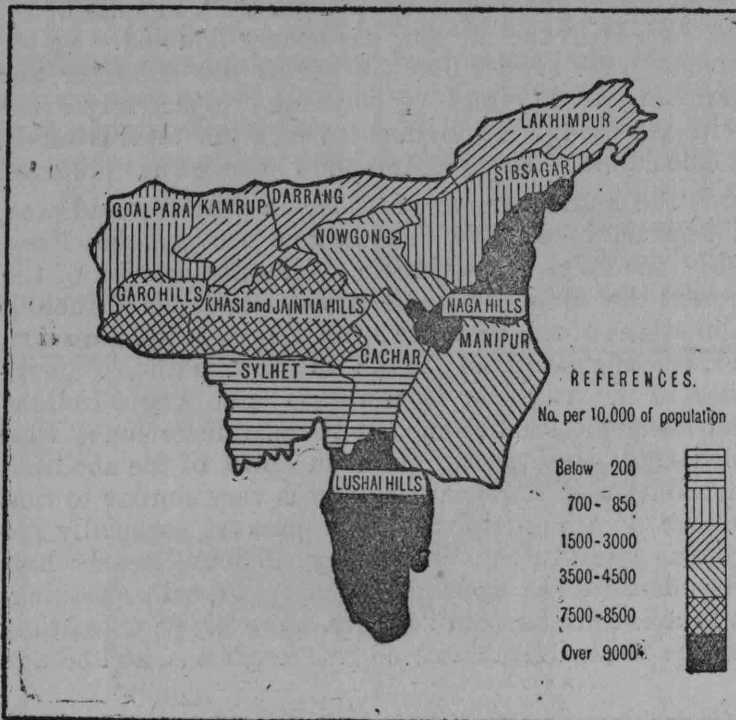 LAKHIMPUR
SIBSAGAR
GOALPARA
KAMRUP
DARRANG
NOWGONG
GARO HILLS
KHASI and JAINTIA HILLS
NAGA HILLS
CACHAR
MANIPUR
SYLHET
LUSHAI HILLS
REFERENCES.
No. per 10,000 of population
Below 200
700-850
1500-3000
3500-4500
7500-8500
Over 9000